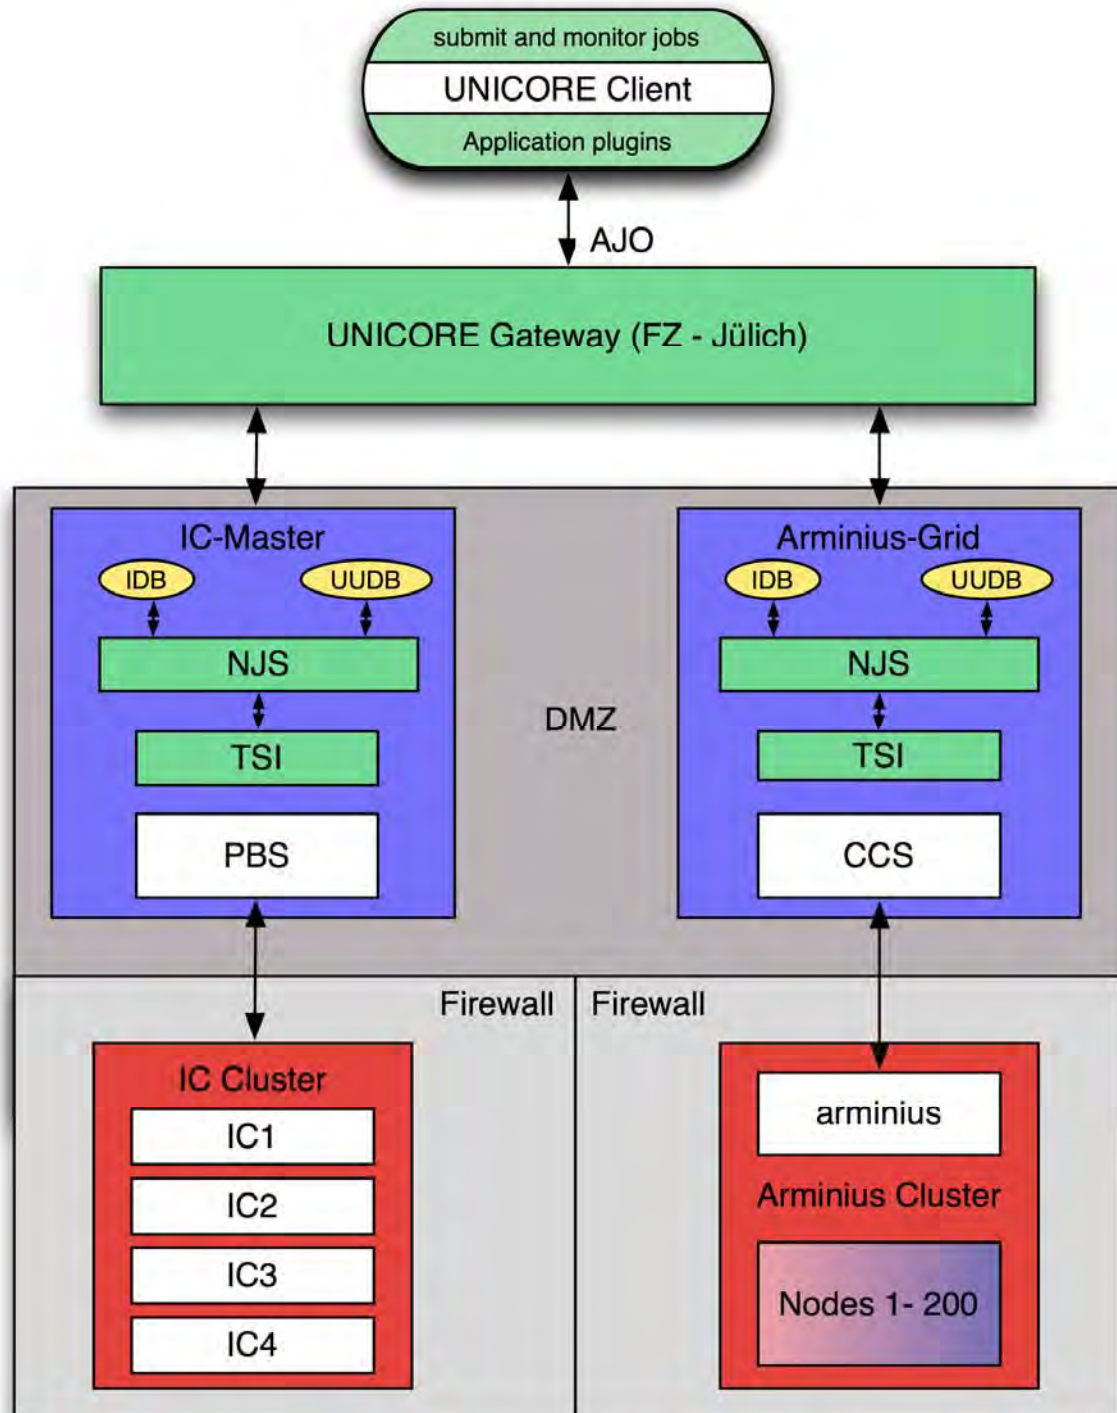 submit and monitor jobs
UNICORE Client
Application plugins
AJO
UNICORE Gateway (FZ - Jülich)
IC-Master
IDB
UUDB
NJS
TSI
PBS
DMZ
Arminius-Grid
IDB
UUDB
NJS
TSI
CCS
Firewall
IC Cluster
IC1
IC2
IC3
IC4
Firewall
arminius
Arminius Cluster
Nodes 1- 200